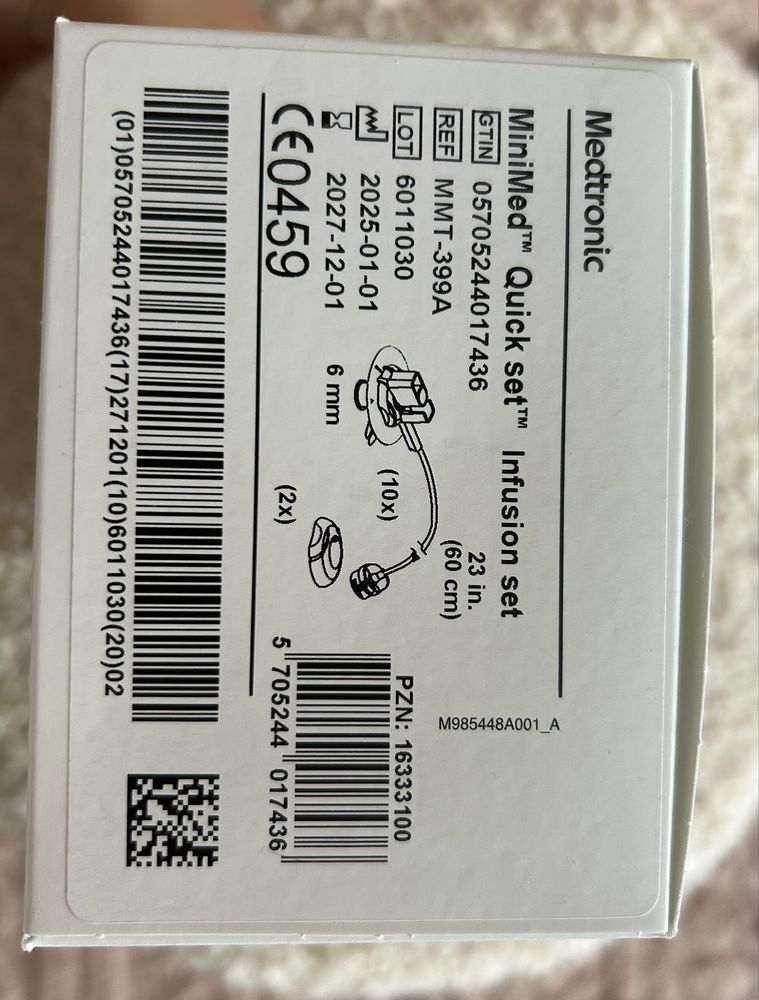 Medtronic
MiniMed™ Quick set™ Infusion set
GTIN 05705244017436
REF MMT-399A
LOT 6011030
2025-01-01
2027-12-01
CE0459
23 in.
(60 cm)
(10x)
6 mm
(2x)
M985448A001_A
PZN: 16333100
5 705244 017436
(01)05705244017436(17)271201(10)6011030(20)02